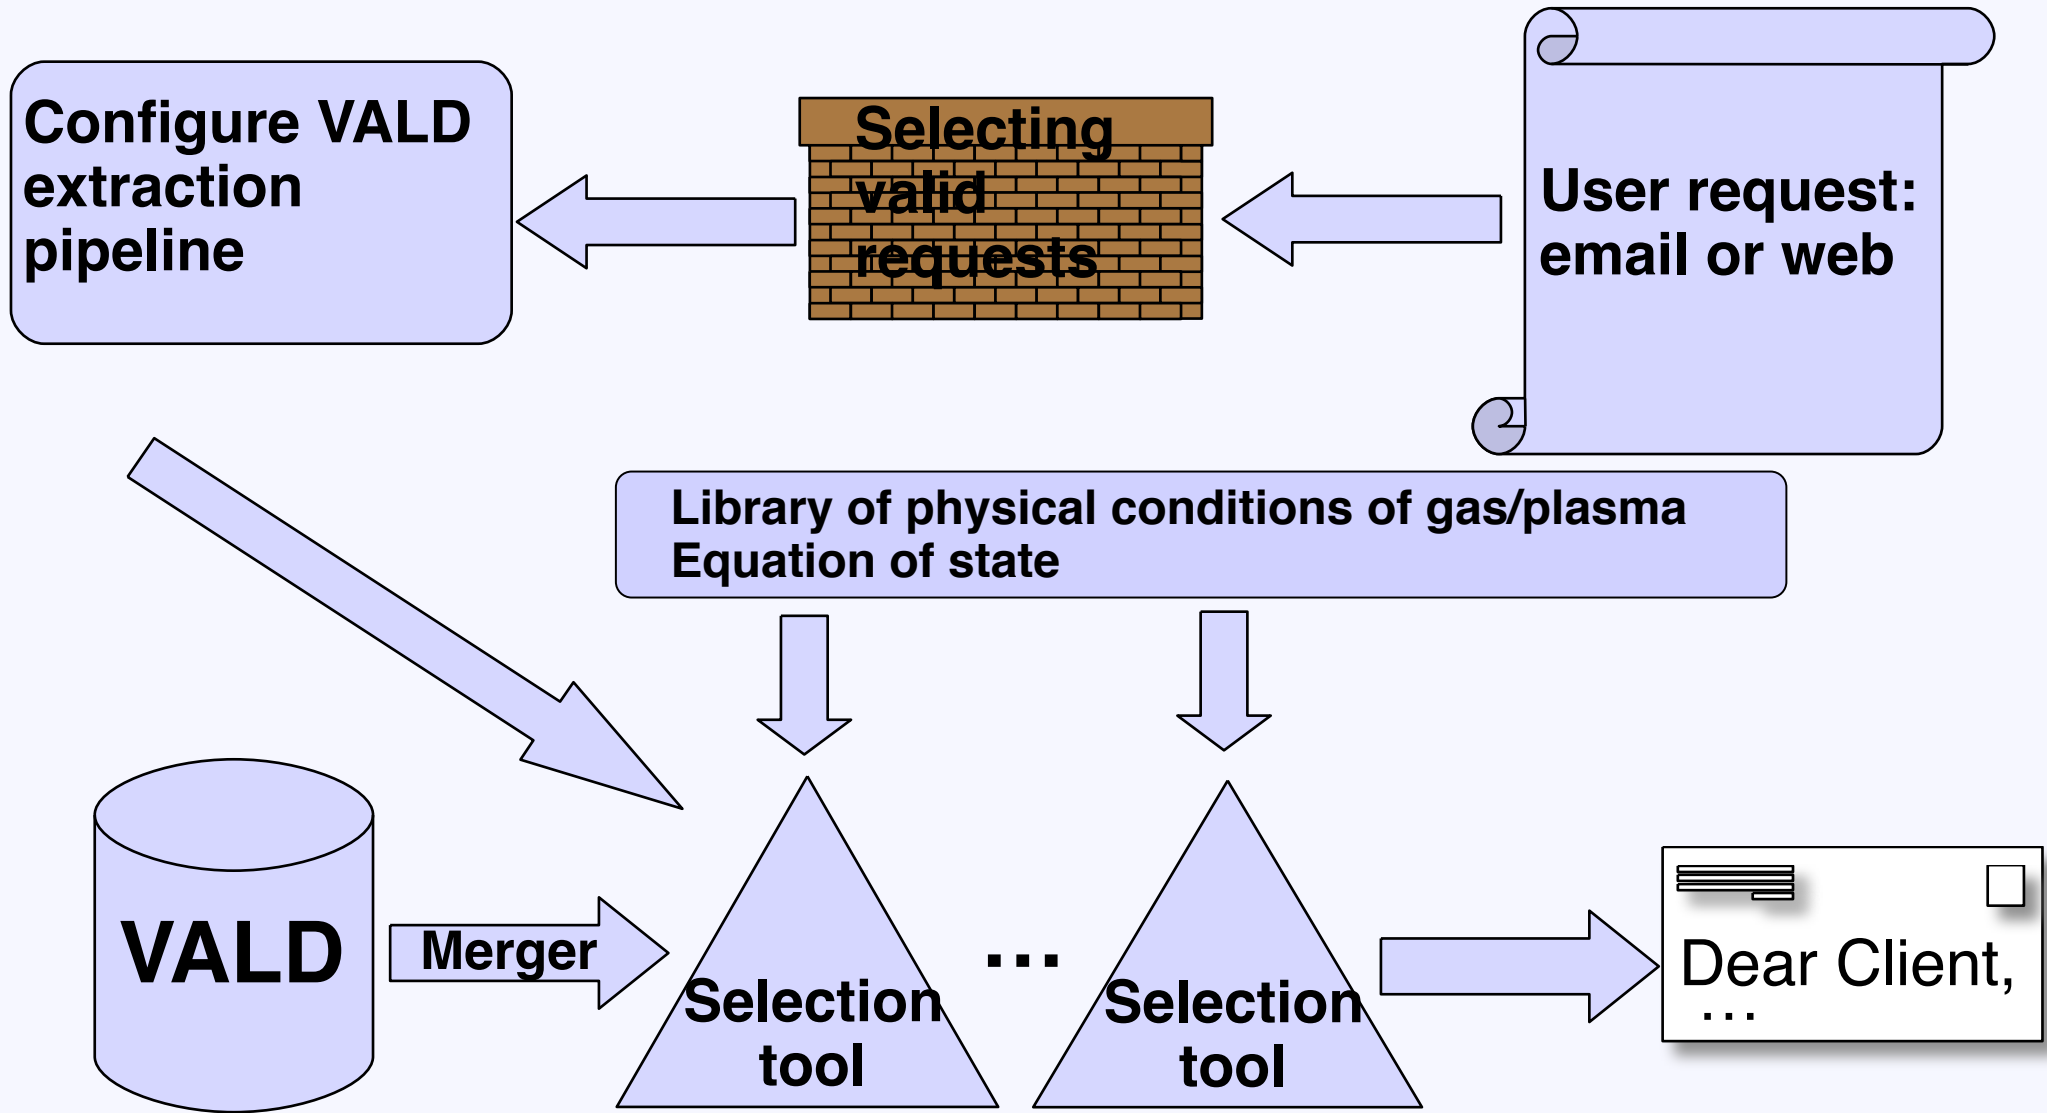 Configure VALD
extraction
pipeline
Selecting
valid
requests
User request:
email or web
Library of physical conditions of gas/plasma
Equation of state
VALD
Merger
Selection
tool
...
Selection
tool
Dear Client,
...